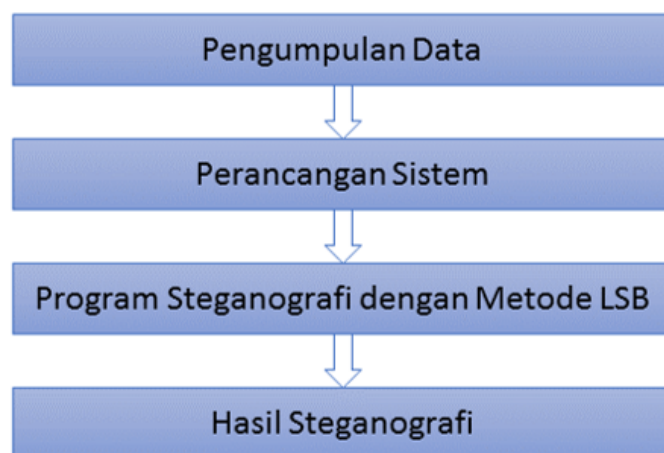 Pengumpulan Data
Perancangan Sistem
Program Steganografi dengan Metode LSB
Hasil Steganografi